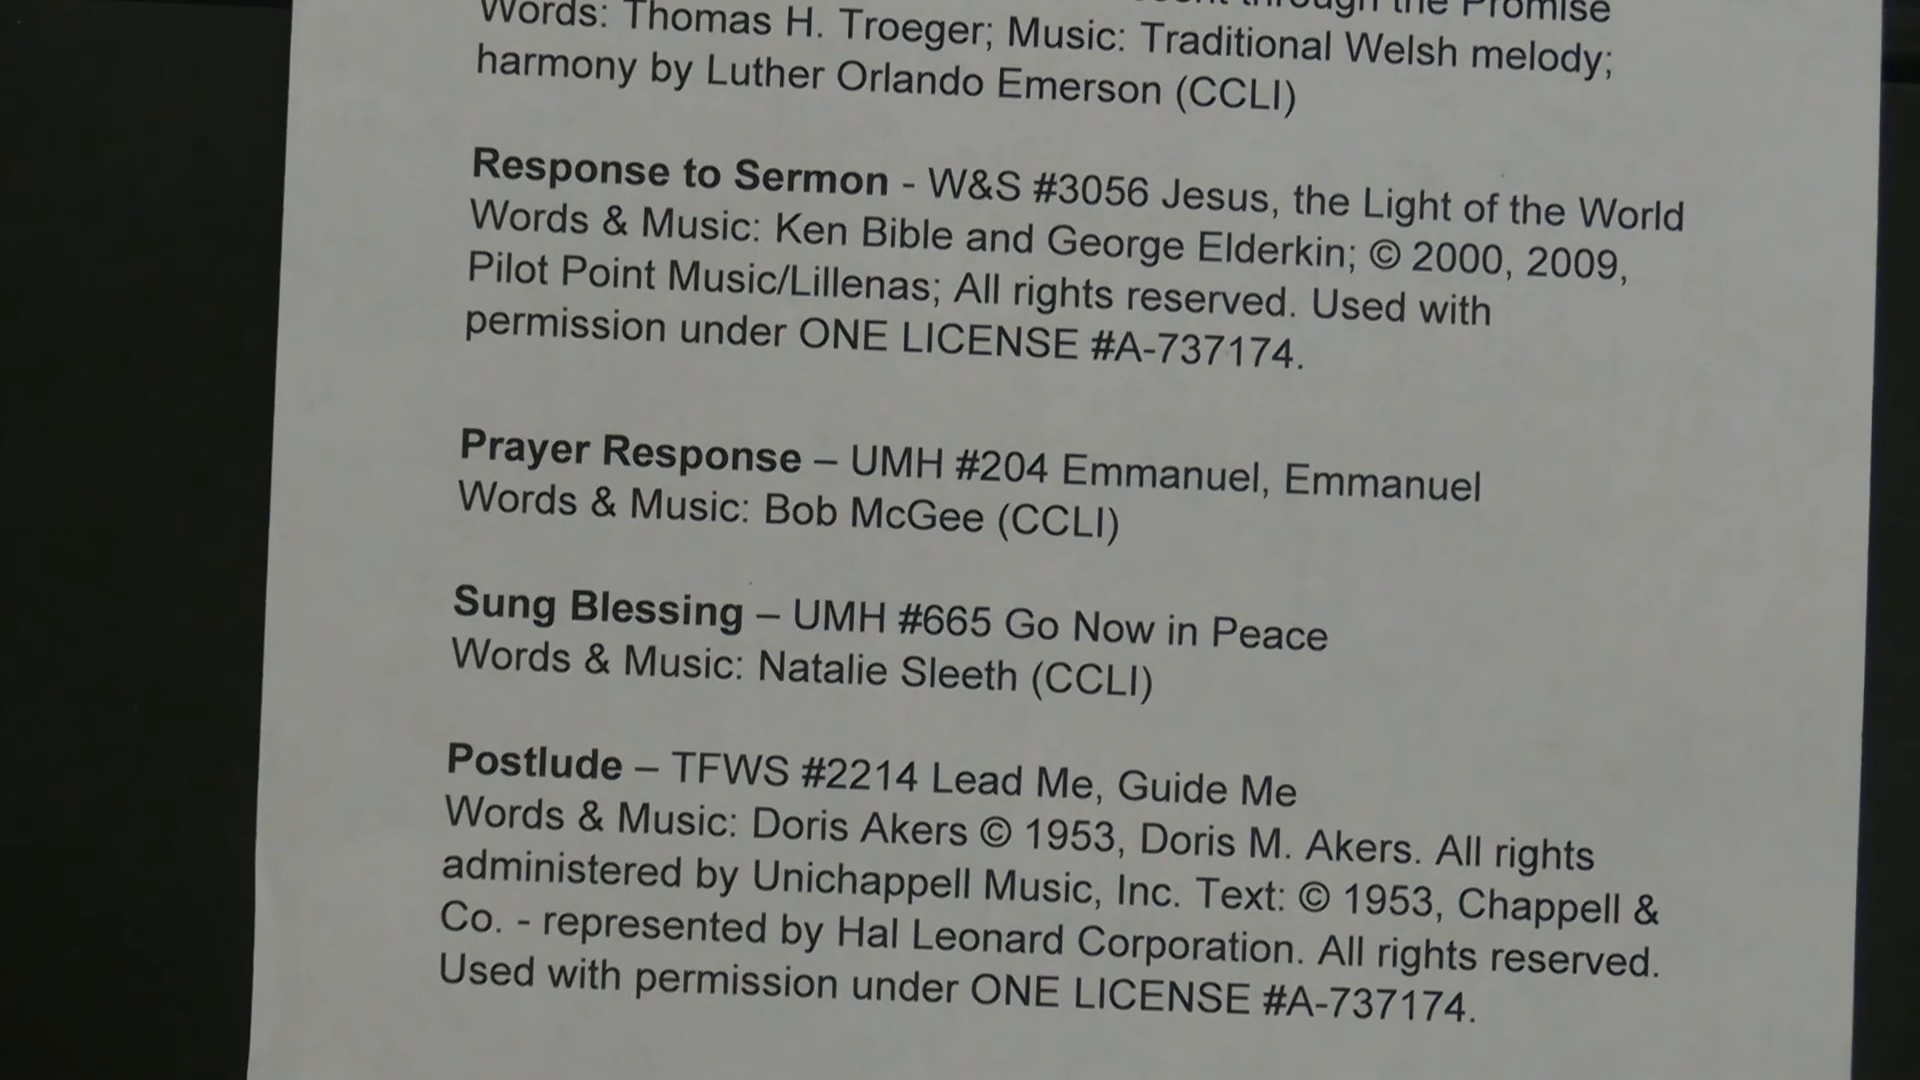 through the Promise
Words: Thomas H. Troeger; Music: Traditional Welsh melody;
harmony by Luther Orlando Emerson (CCLI)
Response to Sermon - W&S #3056 Jesus, the Light of the World
Words & Music: Ken Bible and George Elderkin; © 2000, 2009,
Pilot Point Music/Lillenas; All rights reserved. Used with
permission under ONE LICENSE #A-737174.
Prayer Response – UMH #204 Emmanuel, Emmanuel
Words & Music: Bob McGee (CCLI)
Sung Blessing – UMH #665 Go Now in Peace
Words & Music: Natalie Sleeth (CCLI)
Postlude – TFWS #2214 Lead Me, Guide Me
Words & Music: Doris Akers © 1953, Doris M. Akers. All rights
administered by Unichappell Music, Inc. Text: © 1953, Chappell &
Co. - represented by Hal Leonard Corporation. All rights reserved.
Used with permission under ONE LICENSE #A-737174.